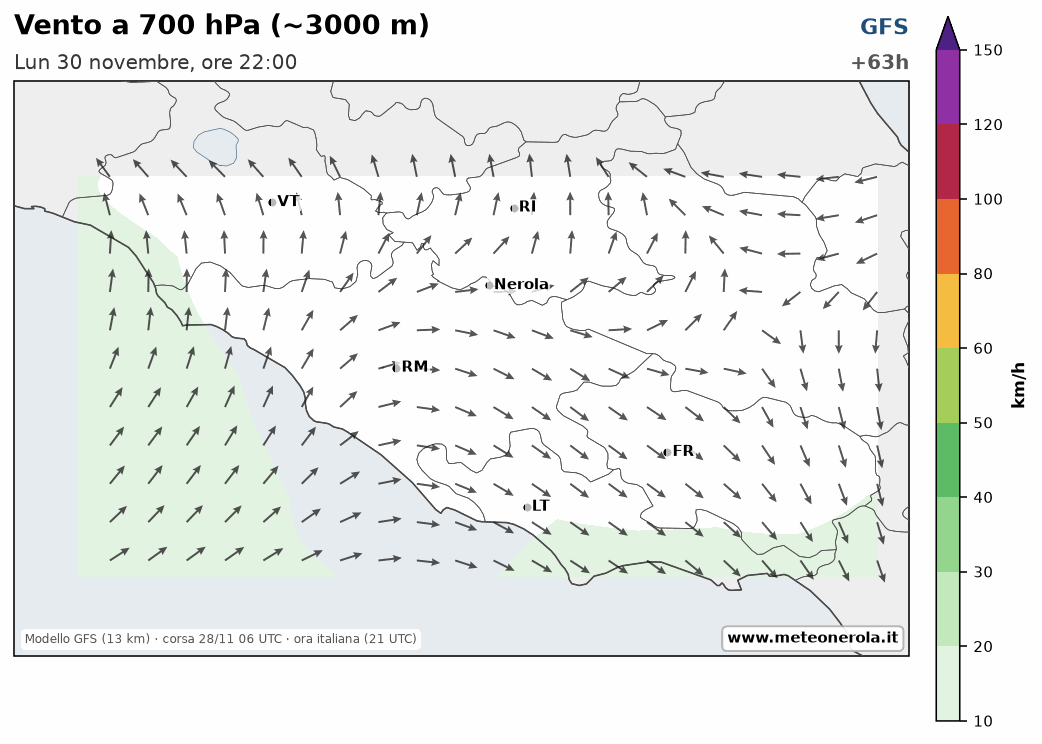 Vento a 700 hPa (~3000 m)
GFS
Lun 30 novembre, ore 22:00
+63h
150
120
100
80
60
50
40
30
20
10
km/h
VT
RI
Nerola
RM
FR
LT
Modello GFS (13 km) · corsa 28/11 06 UTC · ora italiana (21 UTC)
www.meteonerola.it